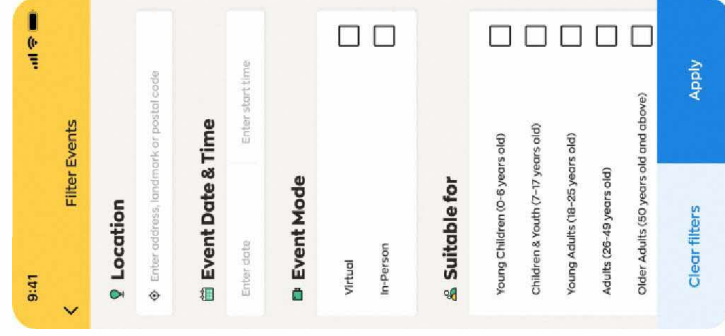 9:41
Filter Events
Location
Enter address, landmark or postal code
Event Date & Time
Enter date Enter start time
Event Mode
Virtual
In-Person
Suitable for
Young Children (0-6 years old)
Children & Youth (7-17 years old)
Young Adults (18-25 years old)
Adults (26-49 years old)
Older Adults (50 years old and above)
Clear filters Apply